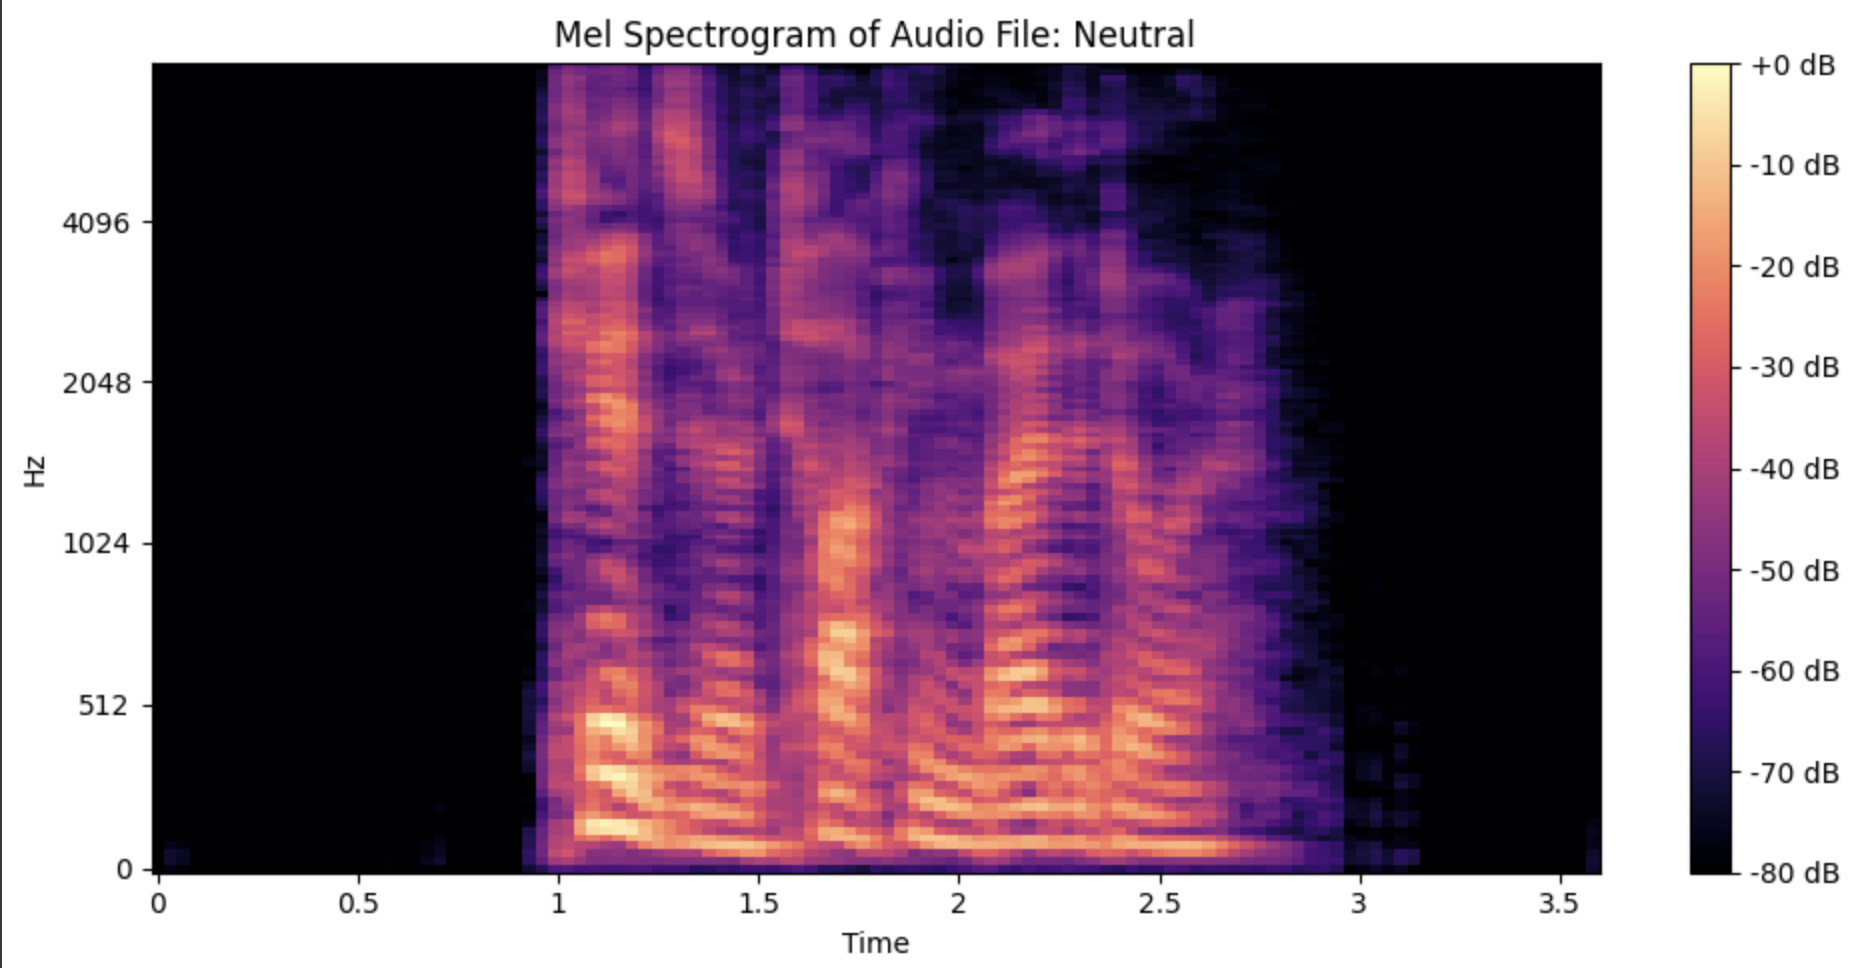 Mel Spectrogram of Audio File: Neutral
Hz
4096
2048
1024
512
0
0 0.5 1 1.5 2 2.5 3 3.5
Time
+0 dB
-10 dB
-20 dB
-30 dB
-40 dB
-50 dB
-60 dB
-70 dB
-80 dB